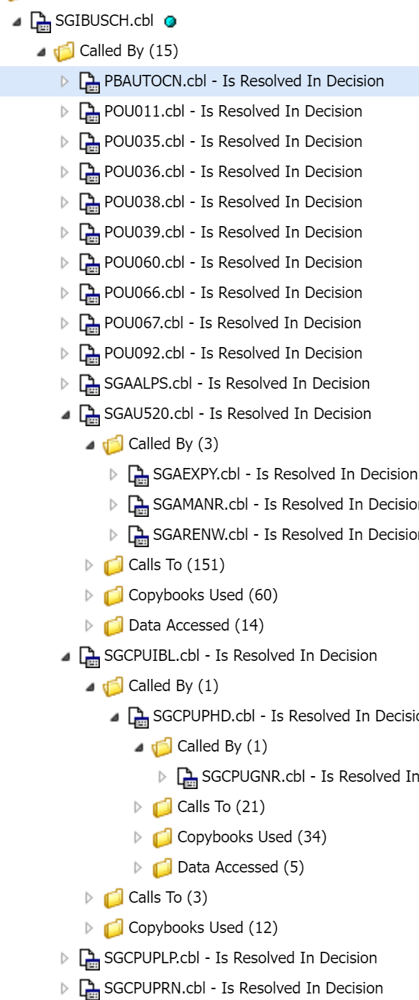 SGIBUSCH.cbl
Called By (15)
PBAUTOCN.cbl - Is Resolved In Decision
POU011.cbl - Is Resolved In Decision
POU035.cbl - Is Resolved In Decision
POU036.cbl - Is Resolved In Decision
POU038.cbl - Is Resolved In Decision
POU039.cbl - Is Resolved In Decision
POU060.cbl - Is Resolved In Decision
POU066.cbl - Is Resolved In Decision
POU067.cbl - Is Resolved In Decision
POU092.cbl - Is Resolved In Decision
SGAALPS.cbl - Is Resolved In Decision
SGAU520.cbl - Is Resolved In Decision
Called By (3)
SGAEXPY.cbl - Is Resolved In Decision
SGAMANR.cbl - Is Resolved In Decision
SGARENW.cbl - Is Resolved In Decision
Calls To (151)
Copybooks Used (60)
Data Accessed (14)
SGCPUIBL.cbl - Is Resolved In Decision
Called By (1)
SGCPUPHD.cbl - Is Resolved In Decisio
Called By (1)
SGCPUGNR.cbl - Is Resolved In
Calls To (21)
Copybooks Used (34)
Data Accessed (5)
Calls To (3)
Copybooks Used (12)
SGCPUPLP.cbl - Is Resolved In Decision
SGCPUPRN.cbl - Is Resolved In Decision